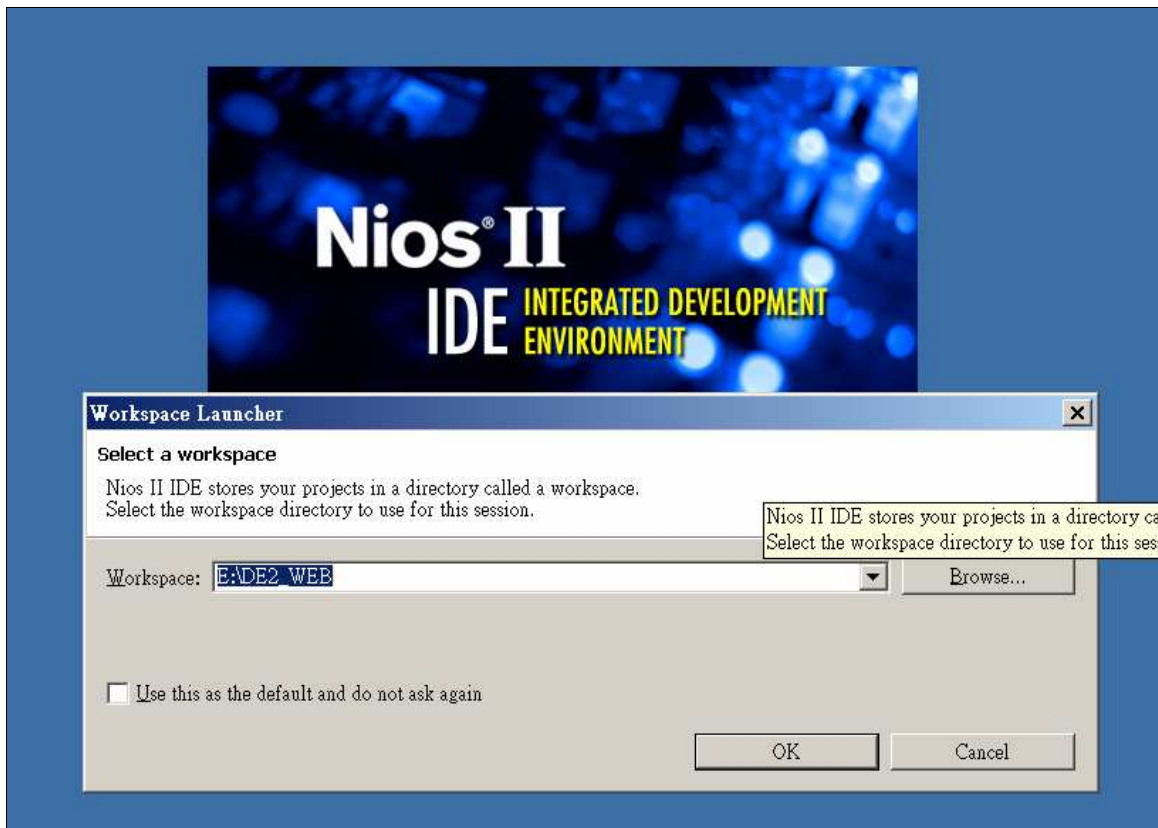 Nios® II
IDE INTEGRATED DEVELOPMENT
ENVIRONMENT
Workspace Launcher
Select a workspace
Nios II IDE stores your projects in a directory called a workspace.
Select the workspace directory to use for this session.
Nios II IDE stores your projects in a directory ca
Select the workspace directory to use for this ses
Workspace: E:\DE2_WEB
Browse...
Use this as the default and do not ask again
OK Cancel